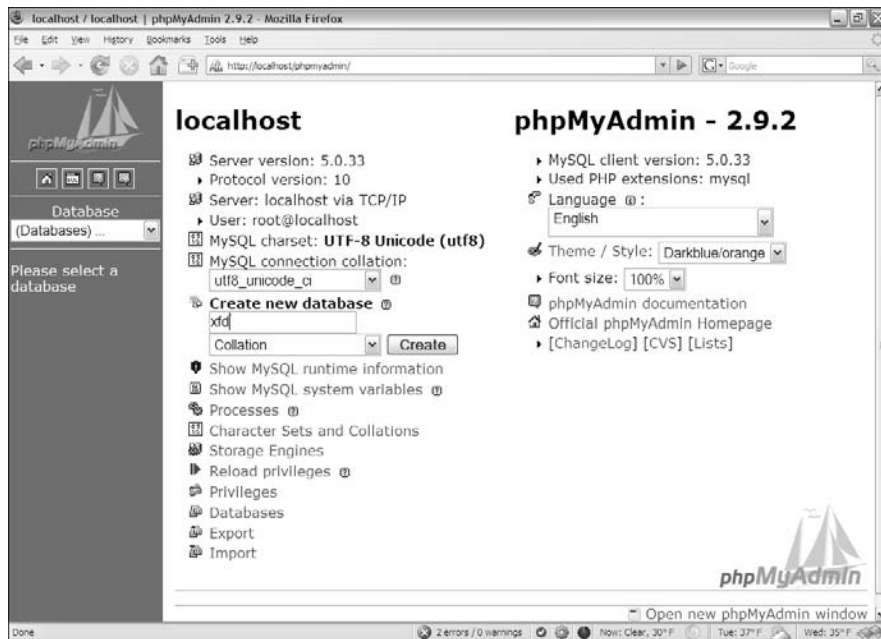 localhost / localhost | phpMyAdmin 2.9.2 - Mozilla Firefox
File Edit View History Bookmarks Tools Help
http://localhost/phpmyadmin/
Google
phpMyAdmin
Database
(Databases) ...
Please select a
database
localhost
Server version: 5.0.33
Protocol version: 10
Server: localhost via TCP/IP
User: root@localhost
MySQL charset: UTF-8 Unicode (utf8)
MySQL connection collation:
utf8_unicode_ci
Create new database
xfd
Collation
Create
Show MySQL runtime information
Show MySQL system variables
Processes
Character Sets and Collations
Storage Engines
Reload privileges
Privileges
Databases
Export
Import
phpMyAdmin - 2.9.2
MySQL client version: 5.0.33
Used PHP extensions: mysql
Language :
English
Theme / Style: Darkblue/orange
Font size: 100%
phpMyAdmin documentation
Official phpMyAdmin Homepage
[ChangeLog] [CVS] [Lists]
phpMyAdmin
Open new phpMyAdmin window
Done
2 errors / 0 warnings
Now: Clear, 30° F
Tue: 37° F
Wed: 35° F